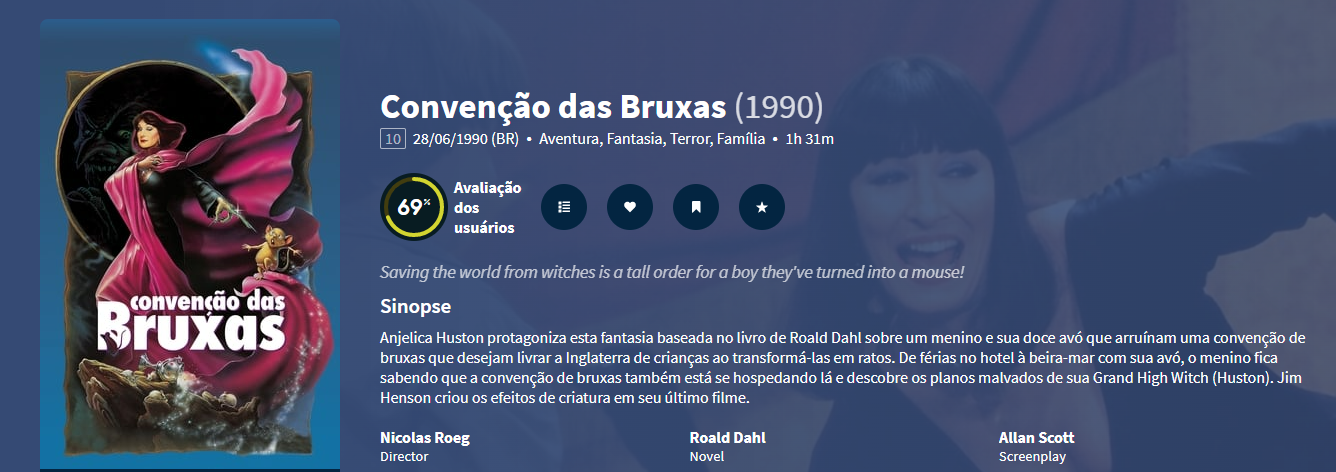 convenção das
Bruxas
Convenção das Bruxas (1990)
10 28/06/1990 (BR) • Aventura, Fantasia, Terror, Família • 1h 31m
69%
Avaliação
dos
usuários
Saving the world from witches is a tall order for a boy they've turned into a mouse!
Sinopse
Anjelica Huston protagoniza esta fantasia baseada no livro de Roald Dahl sobre um menino e sua doce avó que arruínam uma convenção de
bruxas que desejam livrar a Inglaterra de crianças ao transformá-las em ratos. De férias no hotel à beira-mar com sua avó, o menino fica
sabendo que a convenção de bruxas também está se hospedando lá e descobre os planos malvados de sua Grand High Witch (Huston). Jim
Henson criou os efeitos de criatura em seu último filme.
Nicolas Roeg
Director
Roald Dahl
Novel
Allan Scott
Screenplay